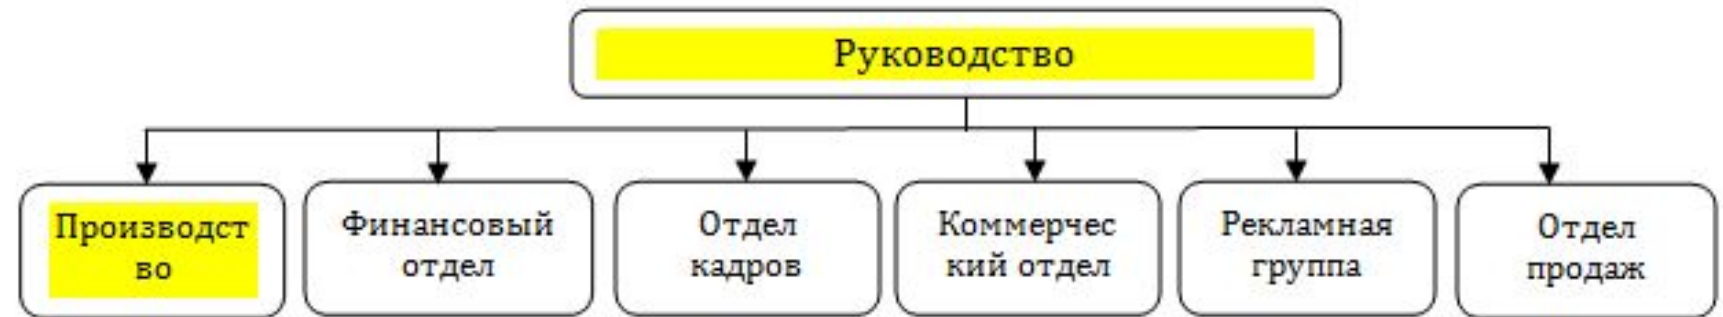 Руководство
Производст
во
Финансовый
отдел
Отдел
кадров
Коммерчес
кий отдел
Рекламная
группа
Отдел
продаж